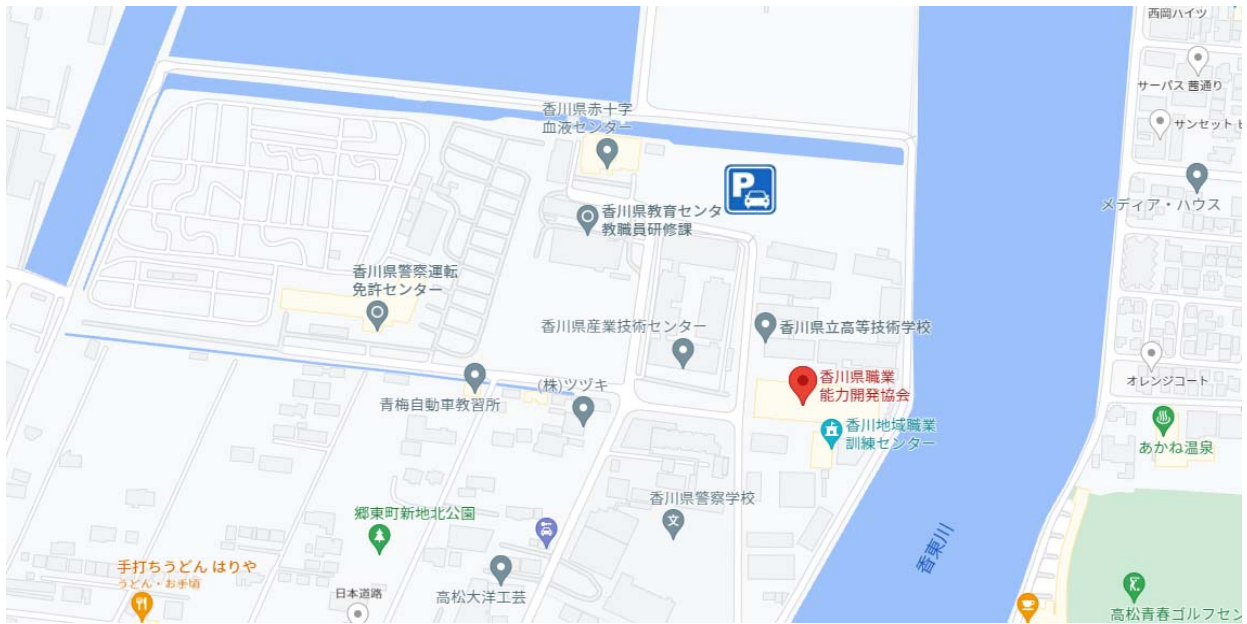 西岡ハイツ
サーパス 茜通り
サンセット ヒ
メディア・ハウス
香川県赤十字
血液センター
P
香川県教育センタ
教職員研修課
香川県警察運転
免許センター
香川県産業技術センター
香川県立高等技術学校
香川県職業
能力開発協会
オレンジコート
(株)ツヅキ
青梅自動車教習所
香川地域職業
訓練センター
あかね温泉
香川県警察学校
文
郷東町新地北公園
香東川
手打ちうどん はりや
うどん・お手頃
日本道路
高松大洋工芸
高松青春ゴルフセン